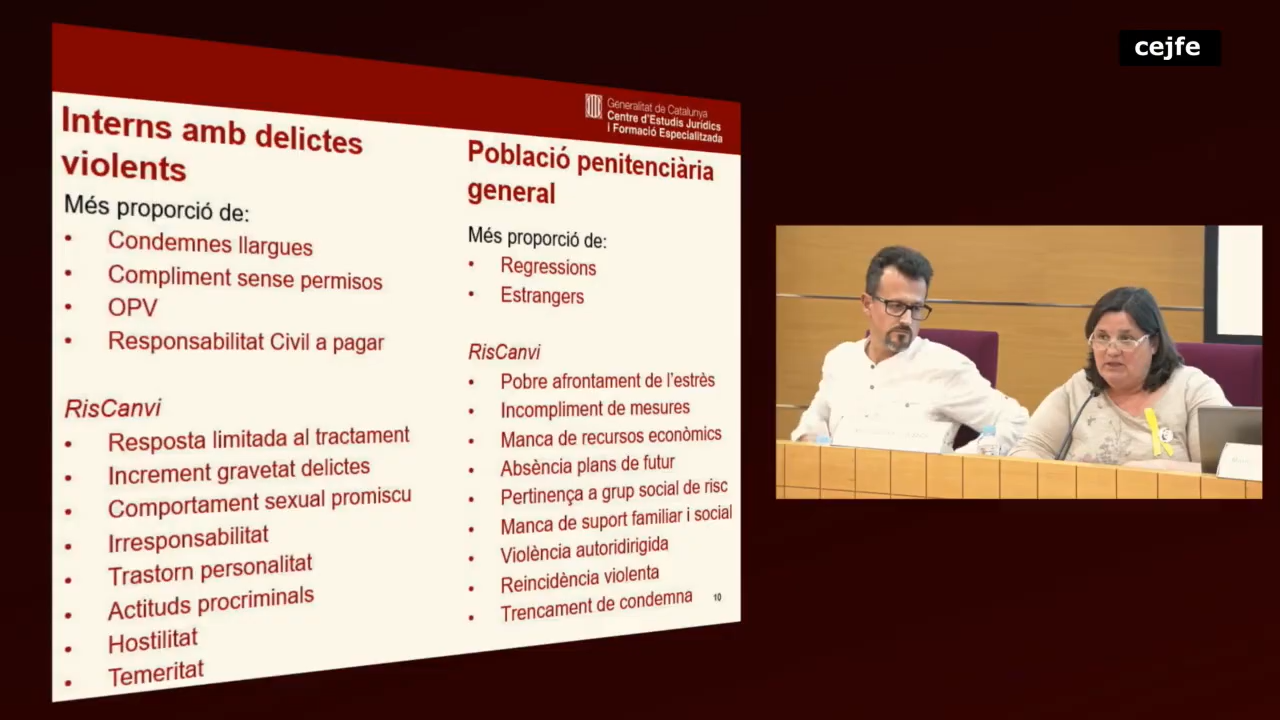 cejfe
Generalitat de Catalunya
Centre d'Estudis Jurídics
i Formació Especialitzada
Interns amb delictes
violents
Més proporció de:
• Condemnes llargues
• Compliment sense permisos
• OPV
• Responsabilitat Civil a pagar
RisCanvi
• Resposta limitada al tractament
• Increment gravetat delictes
• Comportament sexual promiscu
• Irresponsabilitat
• Trastorn personalitat
• Actituds procriminals
• Hostilitat
• Temeritat
Població penitenciària
general
Més proporció de:
• Regressions
• Estrangers
RisCanvi
• Pobre afrontament de l'estrès
• Incompliment de mesures
• Manca de recursos econòmics
• Absència plans de futur
• Pertinença a grup social de risc
• Manca de suport familiar i social
• Violència autoridirigida
• Reincidència violenta
• Trencament de condemna
10